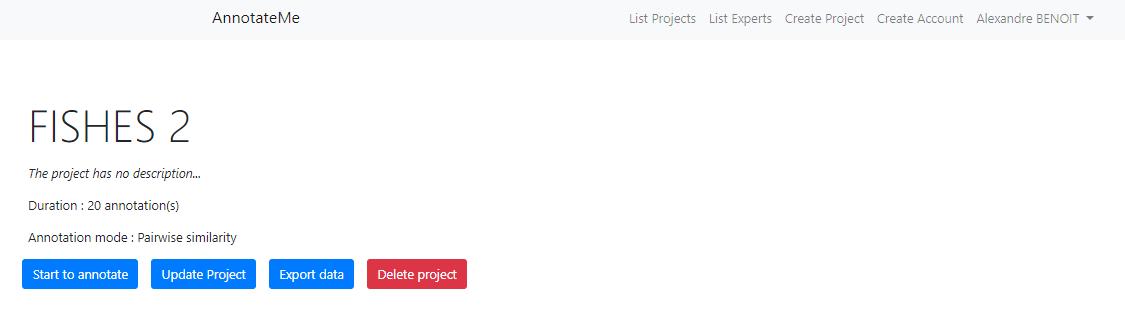 AnnotateMe List Projects List Experts Create Project Create Account Alexandre BENOIT
FISHES 2
The project has no description...
Duration : 20 annotation(s)
Annotation mode : Pairwise similarity
Start to annotate Update Project Export data Delete project